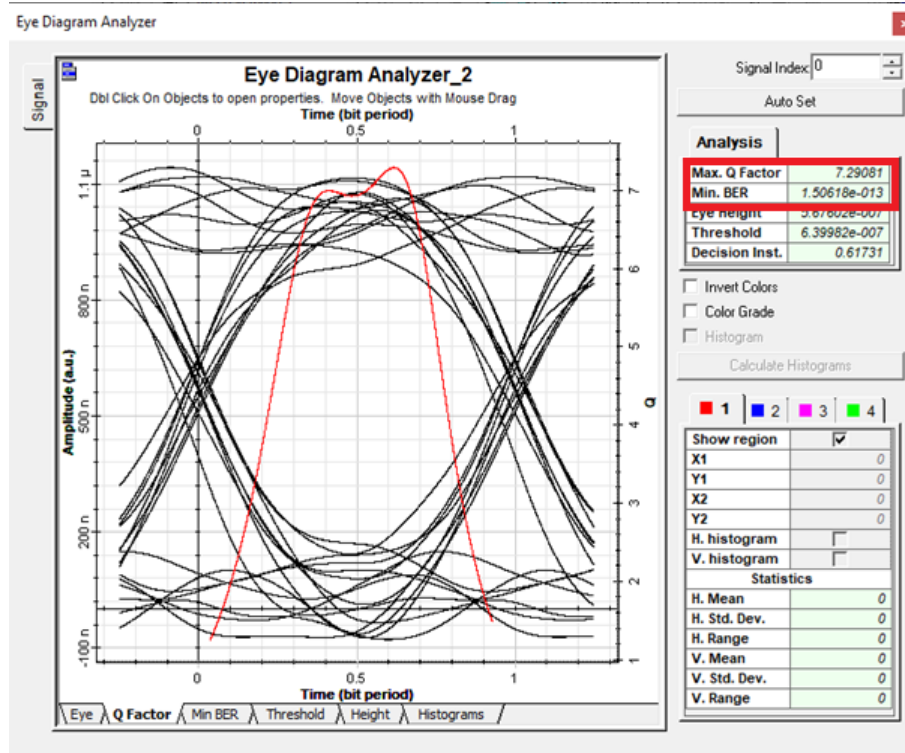 Eye Diagram Analyzer
x
Signal
Eye Diagram Analyzer_2
Dbl Click On Objects to open properties. Move Objects with Mouse Drag
Time (bit period)
0 0.5 1
Amplitude (a.u.)
1.1 µ
800 n
500 n
200 n
-100 n
Q
7
6
5
4
3
2
1
0 0.5 1
Time (bit period)
Eye Q Factor Min BER Threshold Height Histograms
Signal Index: 0
Auto Set
Analysis
Max. Q Factor 7.29081
Min. BER 1.50618e-013
Eye Height 5.67602e-007
Threshold 6.39982e-007
Decision Inst. 0.61731
Invert Colors
Color Grade
Histogram
Calculate Histograms
1 2 3 4
Show region
X1 0
Y1 0
X2 0
Y2 0
H. histogram
V. histogram
Statistics
H. Mean 0
H. Std. Dev. 0
H. Range 0
V. Mean 0
V. Std. Dev. 0
V. Range 0